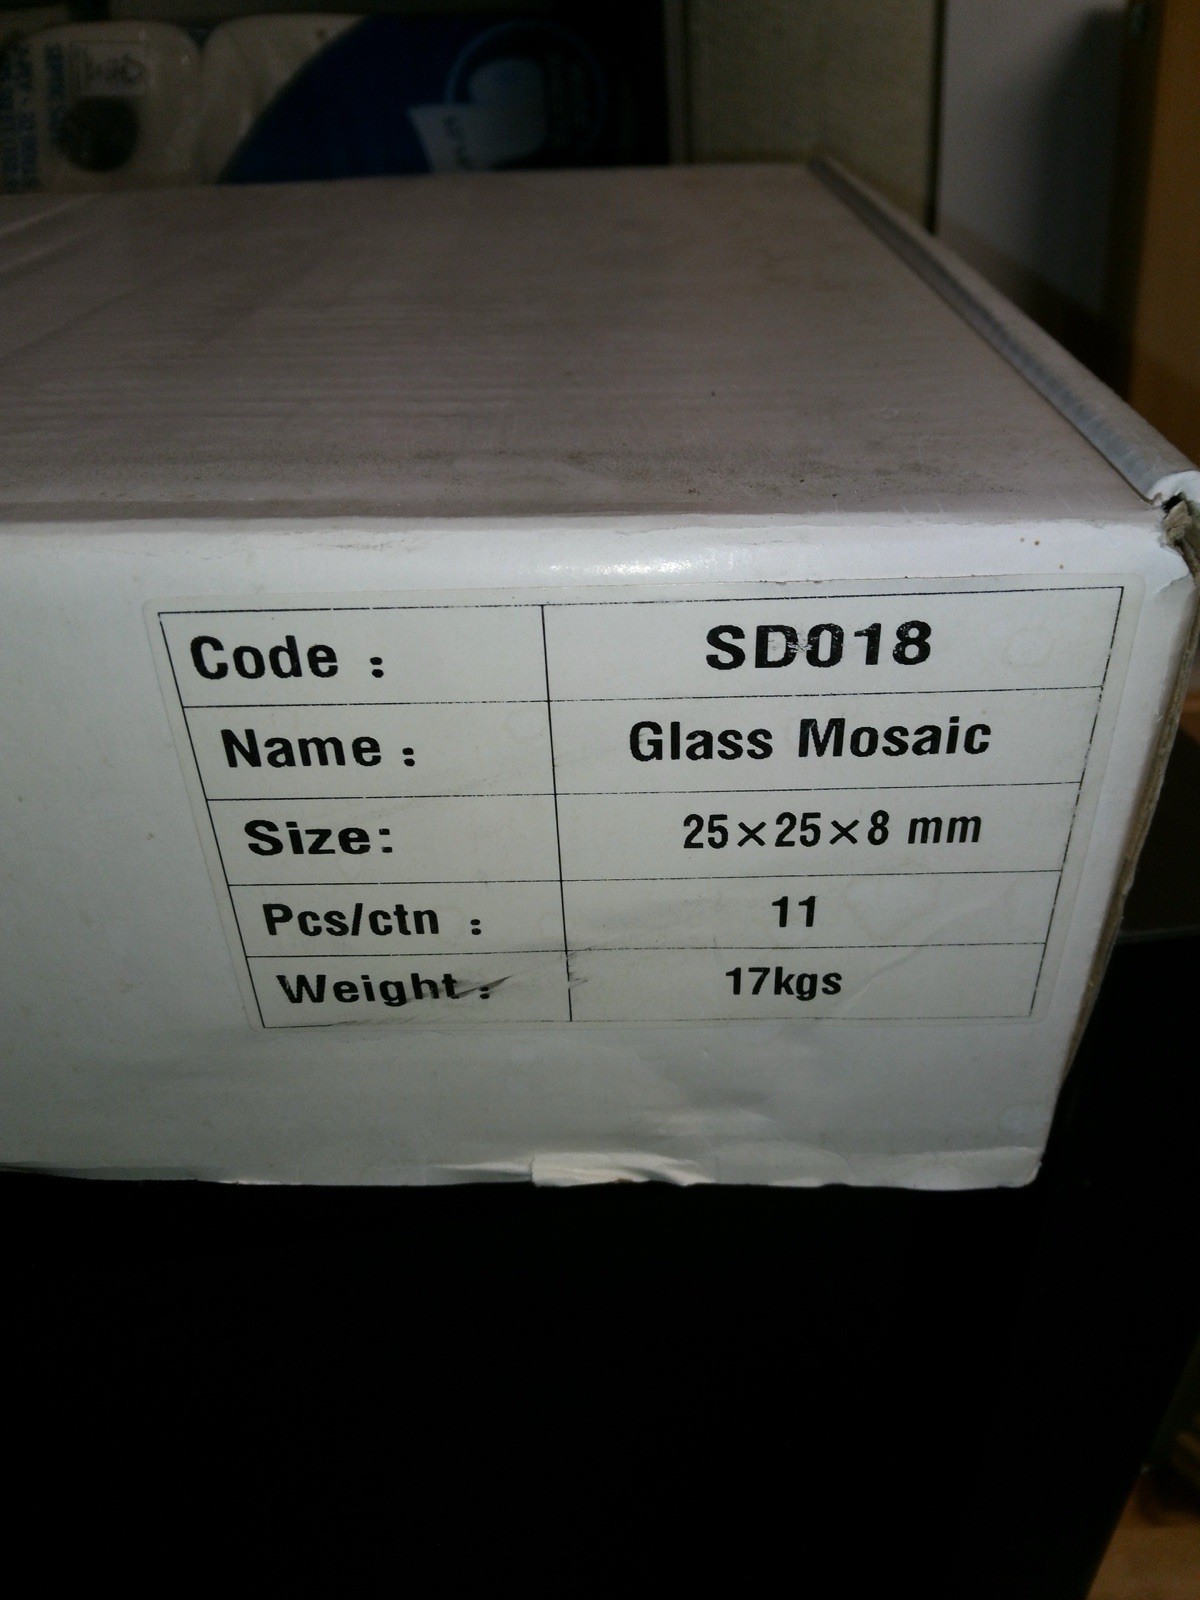 Code : SD018
Name : Glass Mosaic
Size: 25×25×8 mm
Pcs/ctn : 11
Weight : 17kgs